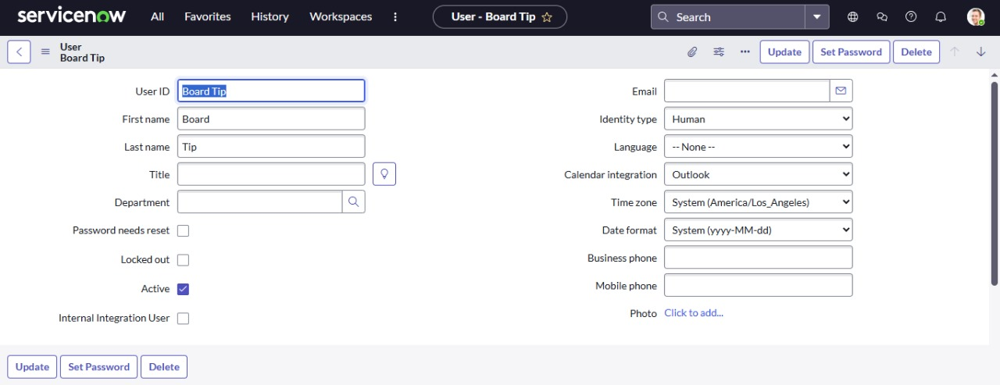 servicenow All Favorites History Workspaces User - Board Tip Search
User
Board Tip
Update Set Password Delete
User ID Board Tip
First name Board
Last name Tip
Title
Department
Password needs reset
Locked out
Active
Internal Integration User
Email
Identity type Human
Language -- None --
Calendar integration Outlook
Time zone System (America/Los_Angeles)
Date format System (yyyy-MM-dd)
Business phone
Mobile phone
Photo Click to add...
Update Set Password Delete